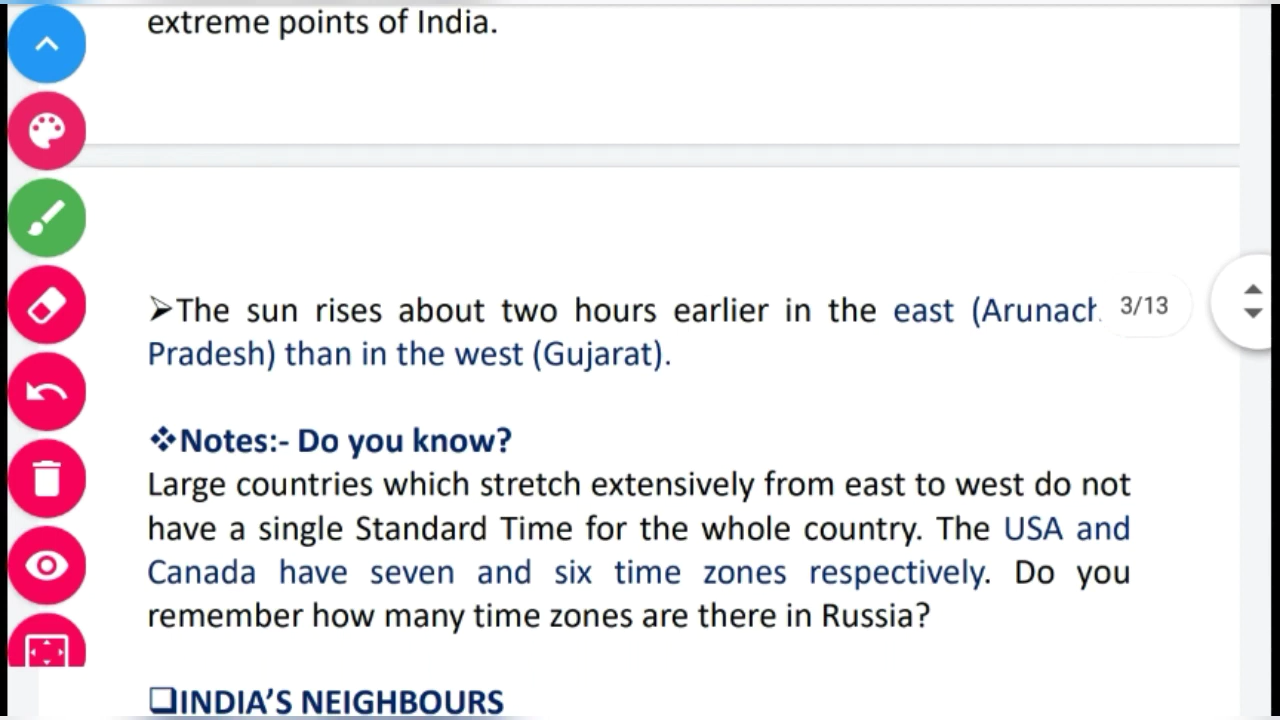 extreme points of India.
➢The sun rises about two hours earlier in the east (Arunach
3/13
Pradesh) than in the west (Gujarat).
❖Notes:- Do you know?
Large countries which stretch extensively from east to west do not
have a single Standard Time for the whole country. The USA and
Canada have seven and six time zones respectively. Do you
remember how many time zones are there in Russia?
❑INDIA’S NEIGHBOURS